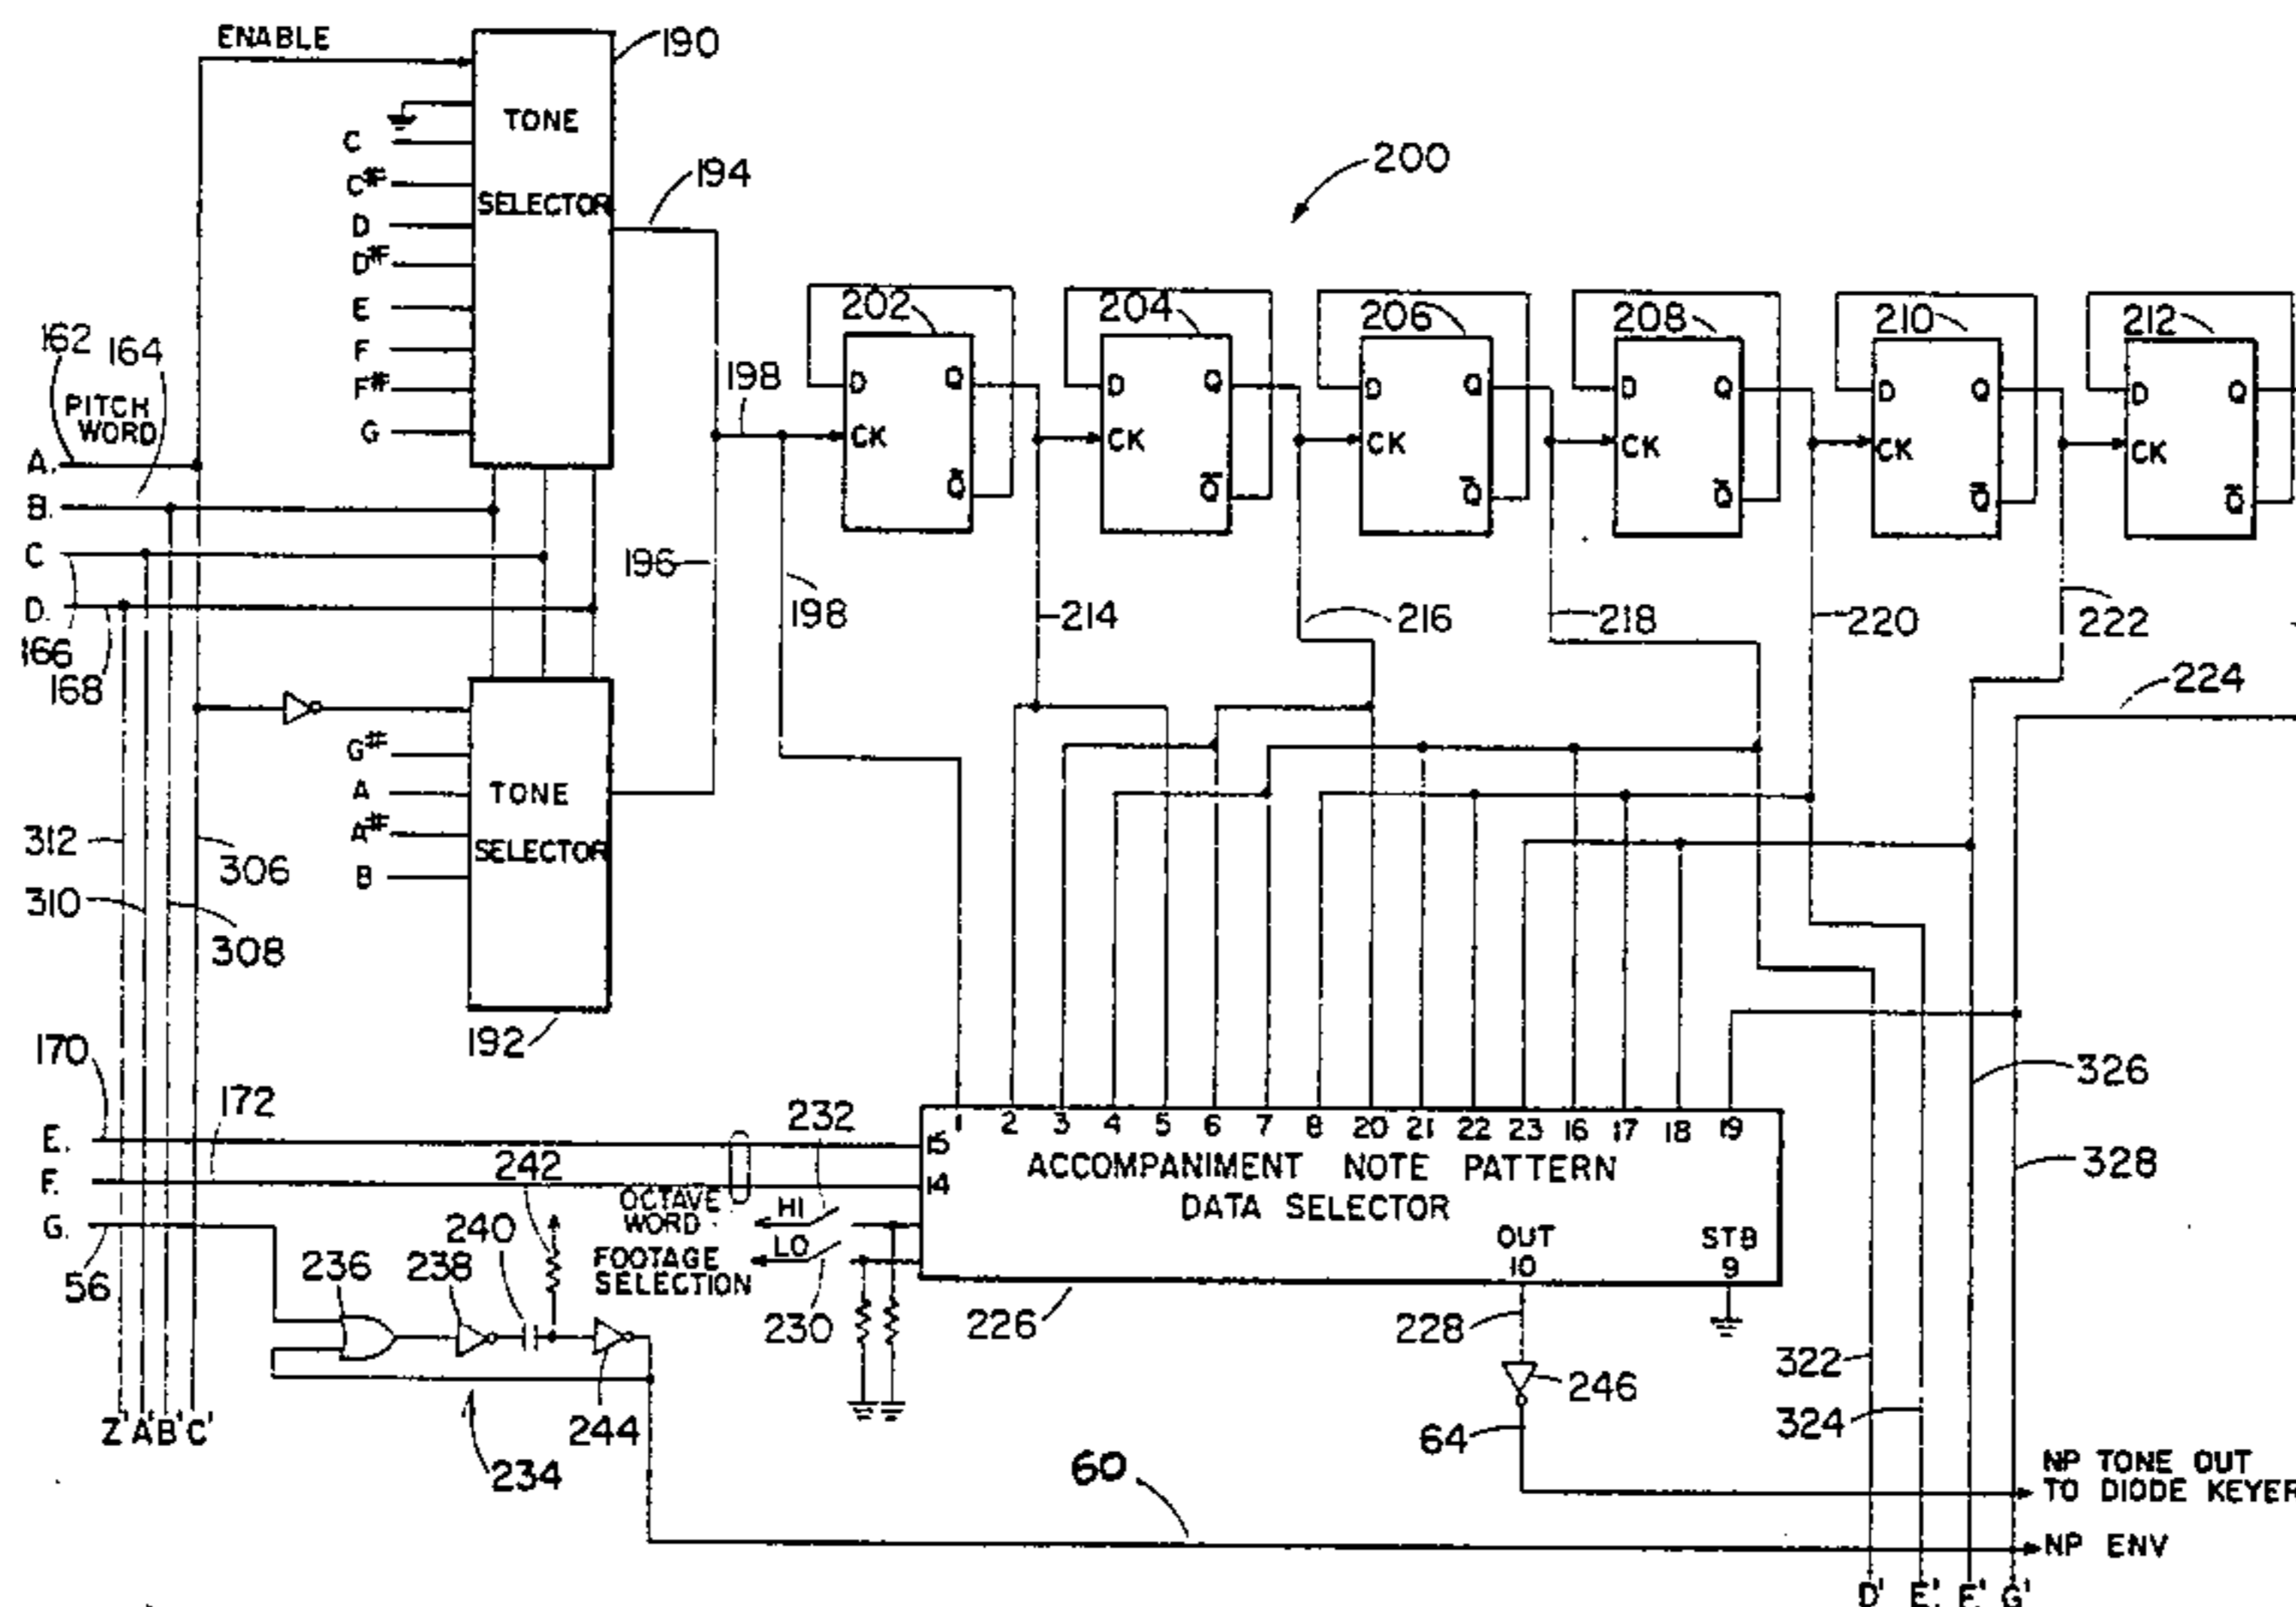 ENABLE
190
TONE
SELECTOR
C
C#
D
D#
E
F
F#
G
194
200
162
164
PITCH
WORD
A.
B.
C
D.
166
168
196
198
198
202
D
Q
CK
Q̅
204
D
Q
CK
Q̅
206
D
Q
CK
Q̅
208
D
Q
CK
Q̅
210
D
Q
CK
Q̅
212
D
Q
CK
Q̅
214
216
218
220
222
224
G#
A
A#
B
TONE
SELECTOR
192
312
310
306
308
170
172
E.
F.
G.
56
242
232
OCTAVE
WORD
HI
LO
FOOTAGE
SELECTION
240
236
238
230
244
234
Z' A' B' C'
1 2 3 4 5 6 7 8 20 21 22 23 16 17 18 19
15
14
ACCOMPANIMENT NOTE PATTERN
DATA SELECTOR
OUT
10
STB
9
226
228
246
64
60
326
328
322
324
NP TONE OUT
TO DIODE KEYER
NP ENV
D' E' F' G'